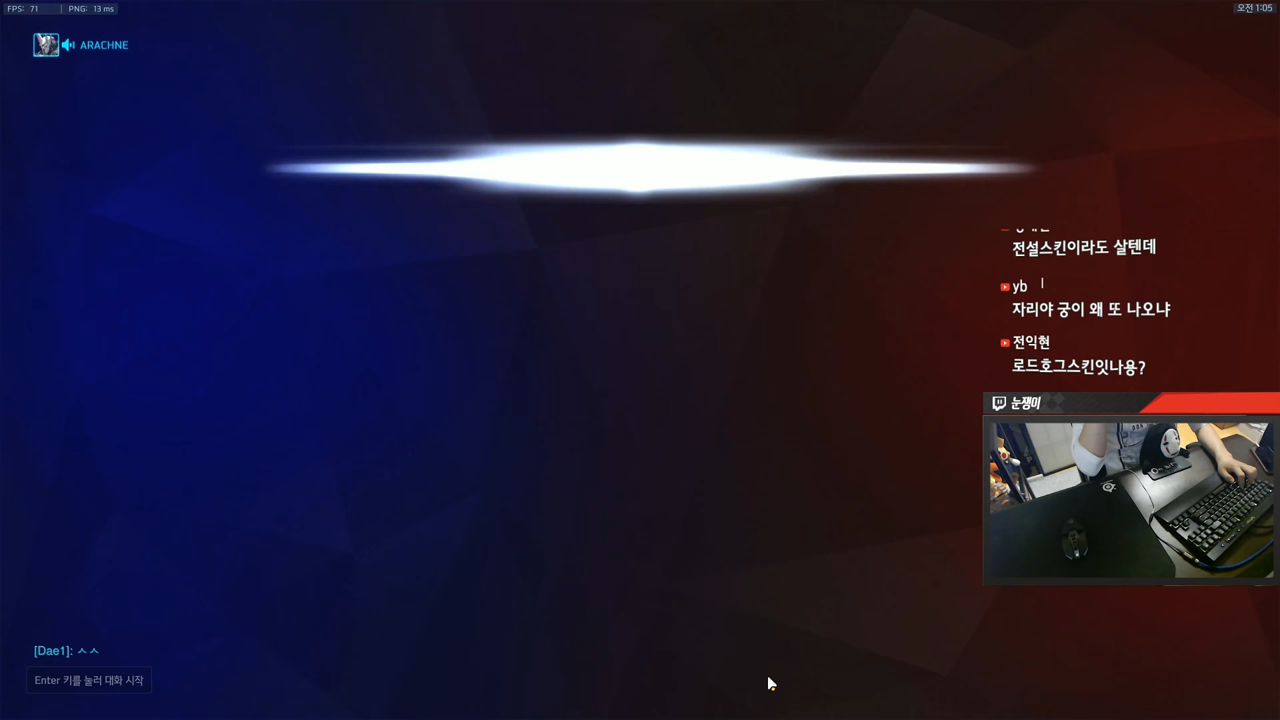 FPS: 71 | PNG: 13 ms
오전 1:05
ARACHNE
전설스킨이라도 살텐데
yb
자리야 궁이 왜 또 나오냐
전익현
로드호그스킨잇나용?
눈쟁이
[Dae1]: ㅅㅅ
Enter 키를 눌러 대화 시작